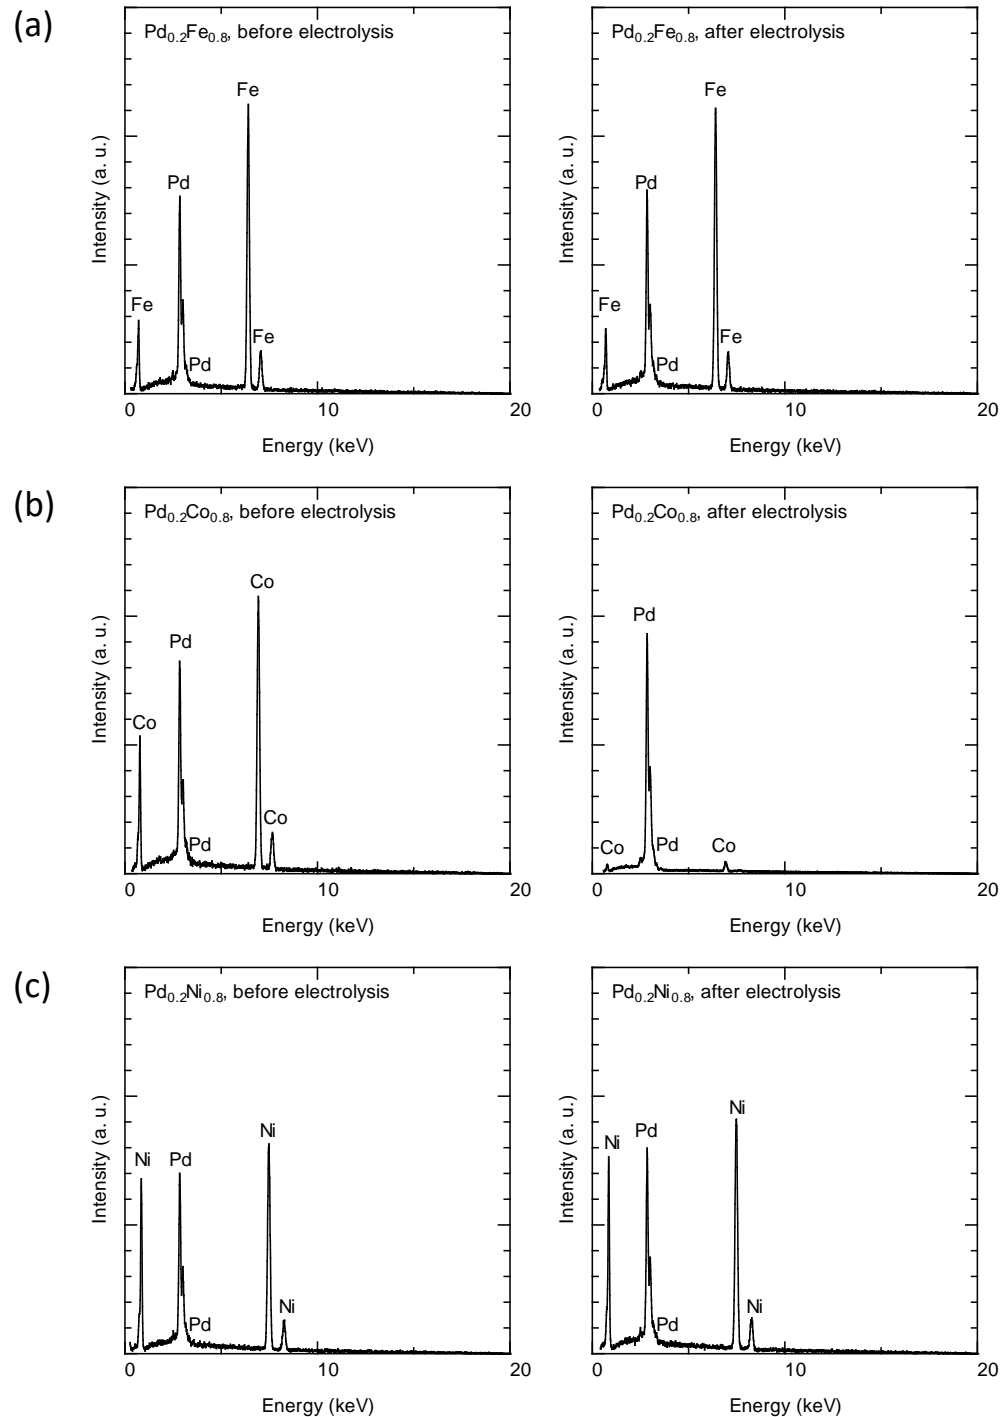 (a)
Pd0.2Fe0.8, before electrolysis
Fe
Pd
Fe
Fe
Pd
Intensity (a. u.)
0
10
20
Energy (keV)
Pd0.2Fe0.8, after electrolysis
Fe
Pd
Fe
Fe
Pd
Intensity (a. u.)
0
10
20
Energy (keV)
(b)
Pd0.2Co0.8, before electrolysis
Co
Pd
Co
Co
Pd
Intensity (a. u.)
0
10
20
Energy (keV)
Pd0.2Co0.8, after electrolysis
Pd
Co
Pd
Co
Intensity (a. u.)
0
10
20
Energy (keV)
(c)
Pd0.2Ni0.8, before electrolysis
Ni
Ni
Pd
Ni
Pd
Intensity (a. u.)
0
10
20
Energy (keV)
Pd0.2Ni0.8, after electrolysis
Ni
Ni
Pd
Ni
Pd
Intensity (a. u.)
0
10
20
Energy (keV)